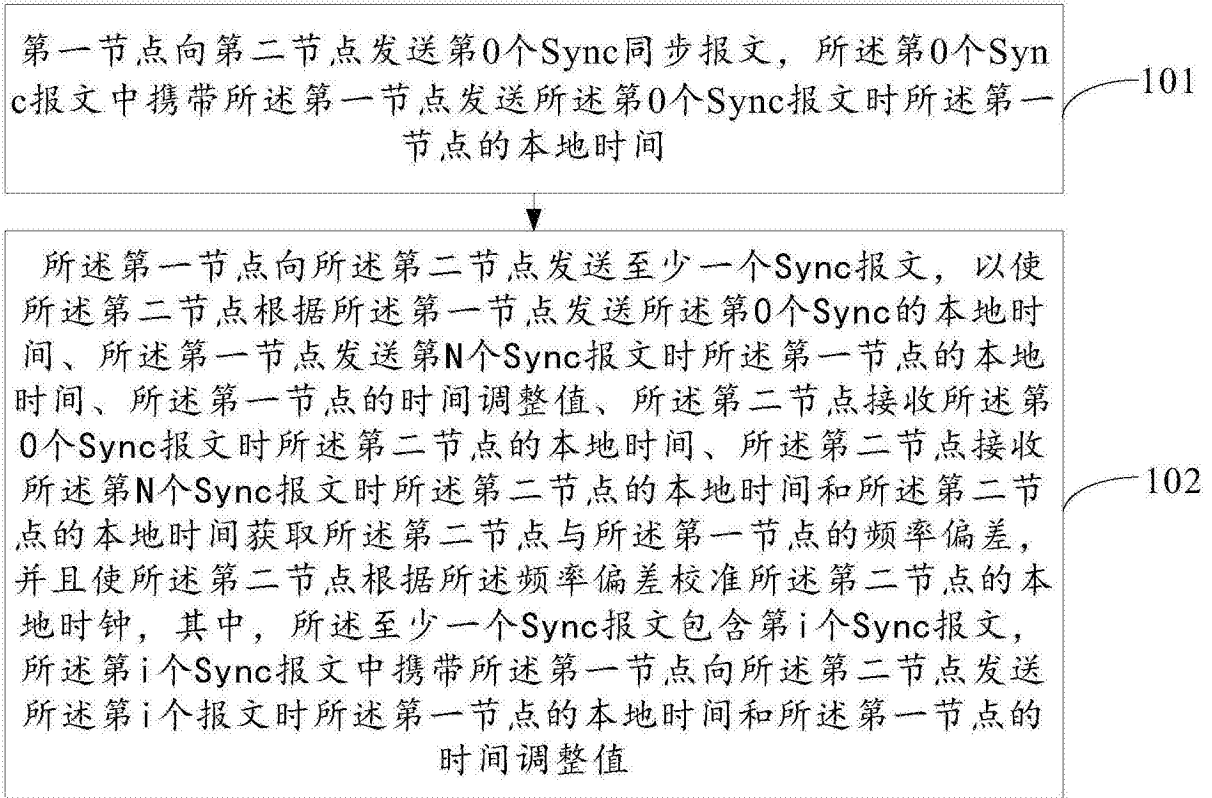 第一节点向第二节点发送第0个Sync同步报文，所述第0个Syn
c报文中携带所述第一节点发送所述第0个Sync报文时所述第一
节点的本地时间
101
所述第一节点向所述第二节点发送至少一个Sync报文，以使
所述第二节点根据所述第一节点发送所述第0个Sync的本地时
间、所述第一节点发送第N个Sync报文时所述第一节点的本地
时间、所述第一节点的时间调整值、所述第二节点接收所述第
0个Sync报文时所述第二节点的本地时间、所述第二节点接收
所述第N个Sync报文时所述第二节点的本地时间和所述第二节
点的本地时间获取所述第二节点与所述第一节点的频率偏差，
并且使所述第二节点根据所述频率偏差校准所述第二节点的本
地时钟，其中，所述至少一个Sync报文包含第i个Sync报文，
所述第i个Sync报文中携带所述第一节点向所述第二节点发送
所述第i个报文时所述第一节点的本地时间和所述第一节点的
时间调整值
102